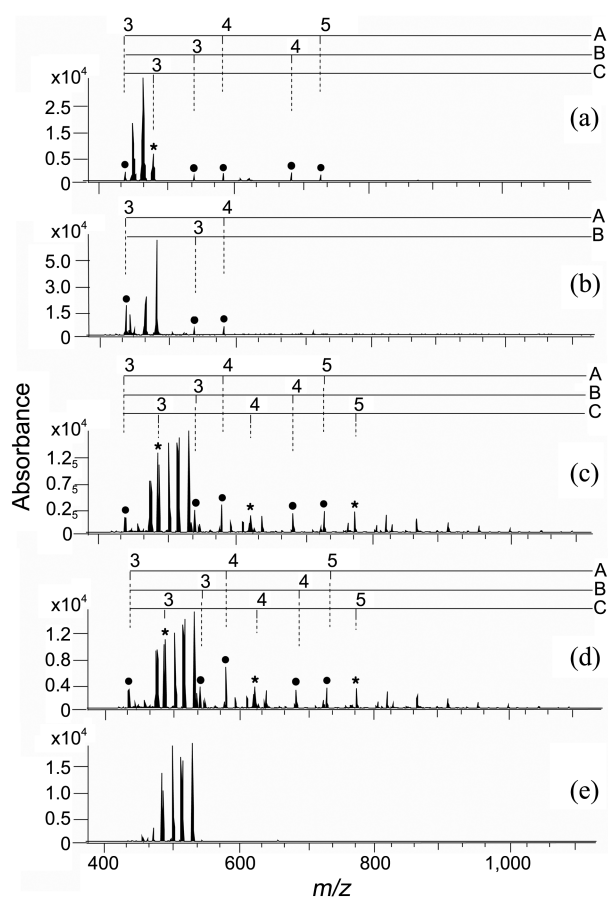 3 4 5 A
3 4 B
3 C
x10⁴
2.5
1.5
0.5
0
*
(a)
3 4 A
3 B
x10⁴
5.0
3.0
1.5
0
(b)
3 4 5 A
3 4 B
3 4 5 C
x10⁴
1.2₅
0.7₅
0.2₅
0
* * *
(c)
3 4 5 A
3 4 B
3 4 5 C
x10⁴
1.2
0.8
0.4
0
* * *
(d)
x10⁴
1.5
1.0
0.5
0
(e)
Absorbance
400 600 800 1,000
m/z